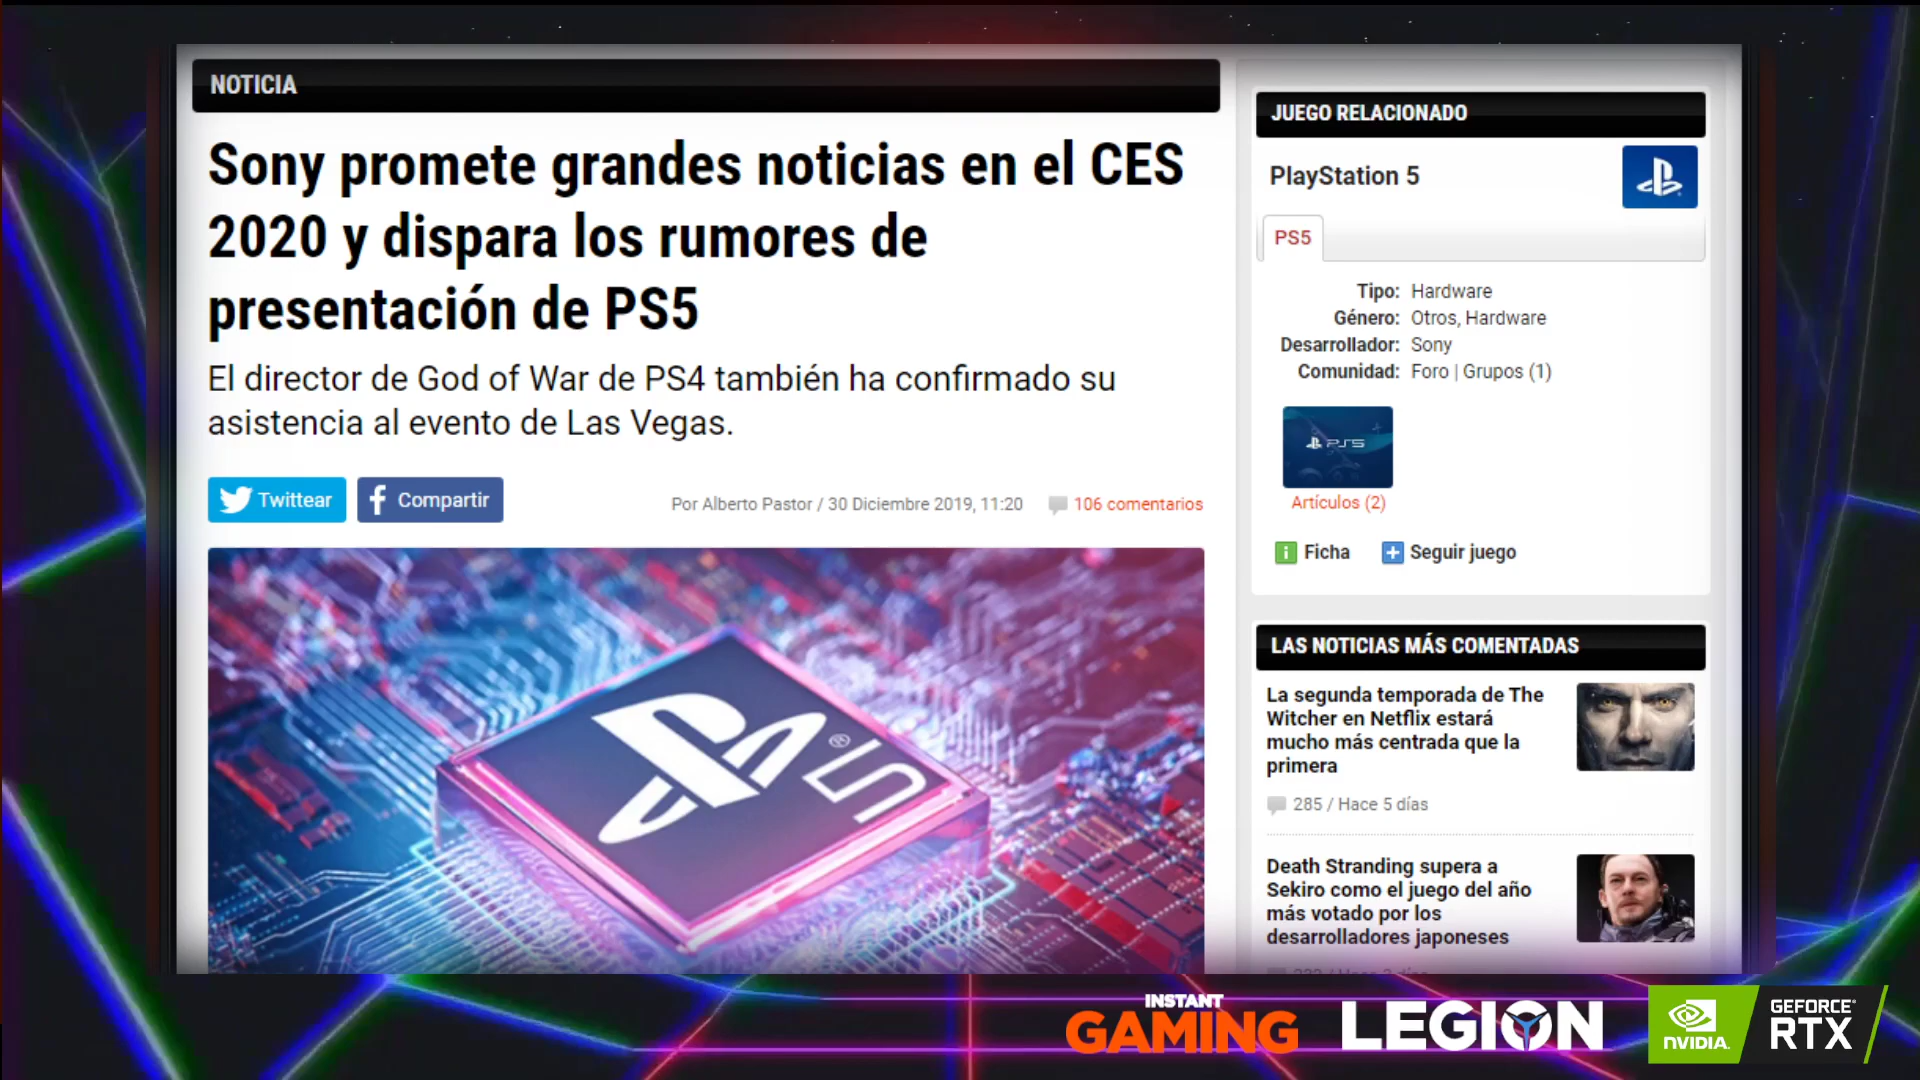 NOTICIA
Sony promete grandes noticias en el CES
2020 y dispara los rumores de
presentación de PS5
El director de God of War de PS4 también ha confirmado su
asistencia al evento de Las Vegas.
Twittear
Compartir
Por Alberto Pastor / 30 Diciembre 2019, 11:20
106 comentarios
JUEGO RELACIONADO
PlayStation 5
PS5
Tipo: Hardware
Género: Otros, Hardware
Desarrollador: Sony
Comunidad: Foro | Grupos (1)
PS5
Artículos (2)
Ficha
Seguir juego
LAS NOTICIAS MÁS COMENTADAS
La segunda temporada de The
Witcher en Netflix estará
mucho más centrada que la
primera
285 / Hace 5 días
Death Stranding supera a
Sekiro como el juego del año
más votado por los
desarrolladores japoneses
INSTANT
GAMING
LEGION
NVIDIA.
GEFORCE®
RTX